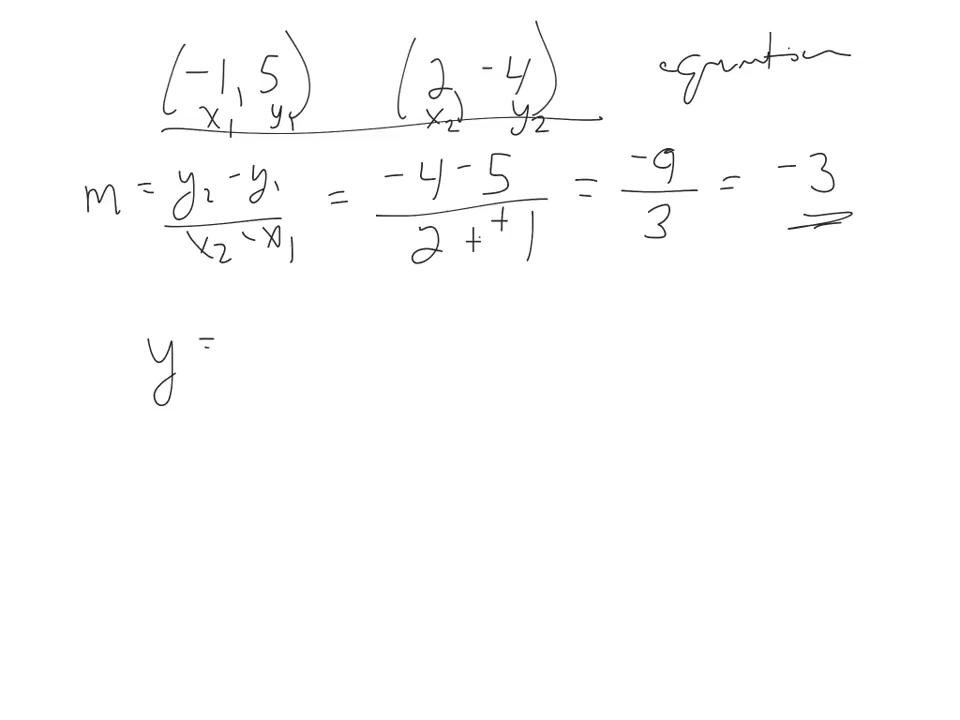 (-1, 5) (2, -4) equation
x₁ y₁ x₂ y₂
m = y₂ - y₁ / x₂ - x₁ = -4 - 5 / 2 + + 1 = -9 / 3 = -3
y =